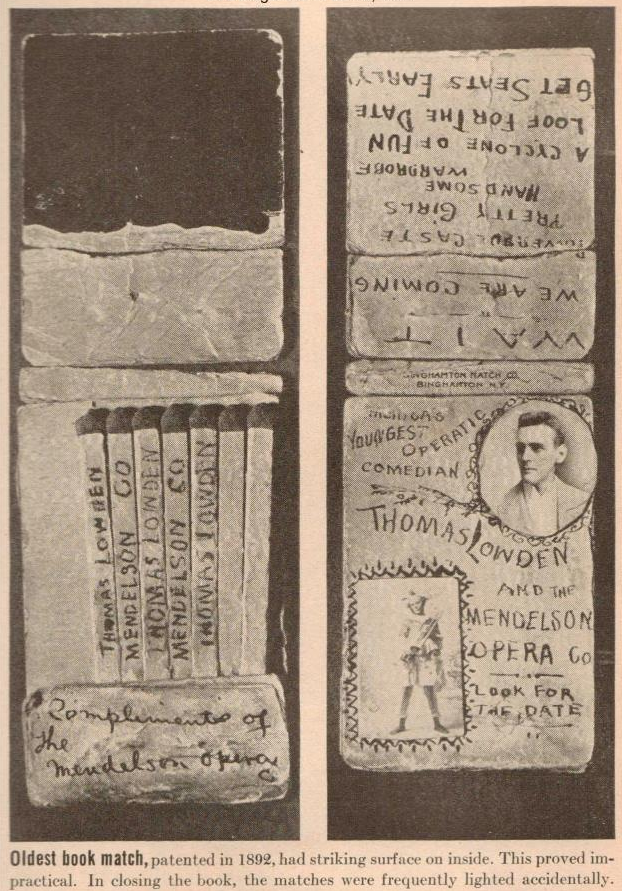 THOMAS LOWDEN
MENDELSON CO
THOMAS LOWDEN
MENDELSON CO
THOMAS LOWDEN
Compliments of
the
Mendelson Opera
Co
WAIT
WE ARE COMING
POWERFUL CASTE
PRETTY GIRLS
HANDSOME
WARDROBE
A CYCLONE OF FUN
LOOK FOR THE DATE
GET SEATS EARLY
BINGHAMTON MATCH CO.
BINGHAMTON N.Y.
AMERICA'S
YOUNGEST OPERATIC
COMEDIAN
THOMAS LOWDEN
AND THE
MENDELSON
OPERA CO
LOOK FOR
THE DATE
Oldest book match, patented in 1892, had striking surface on inside. This proved im-
practical. In closing the book, the matches were frequently lighted accidentally.